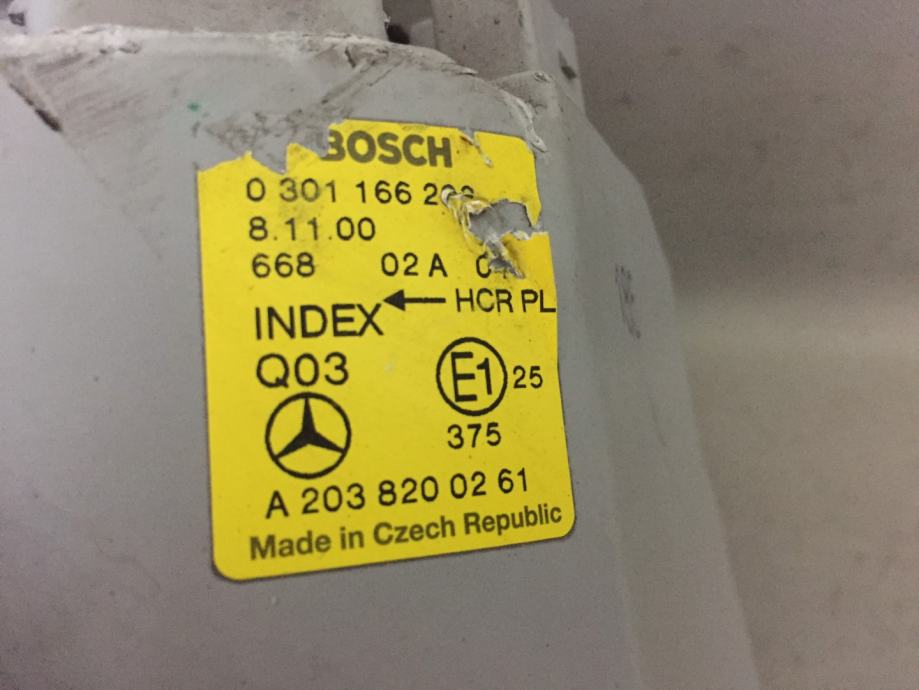 BOSCH
0 301 166
8.11.00
668 02 A
INDEX ← HCR PL
Q03 E1 25
375
A 203 820 02 61
Made in Czech Republic